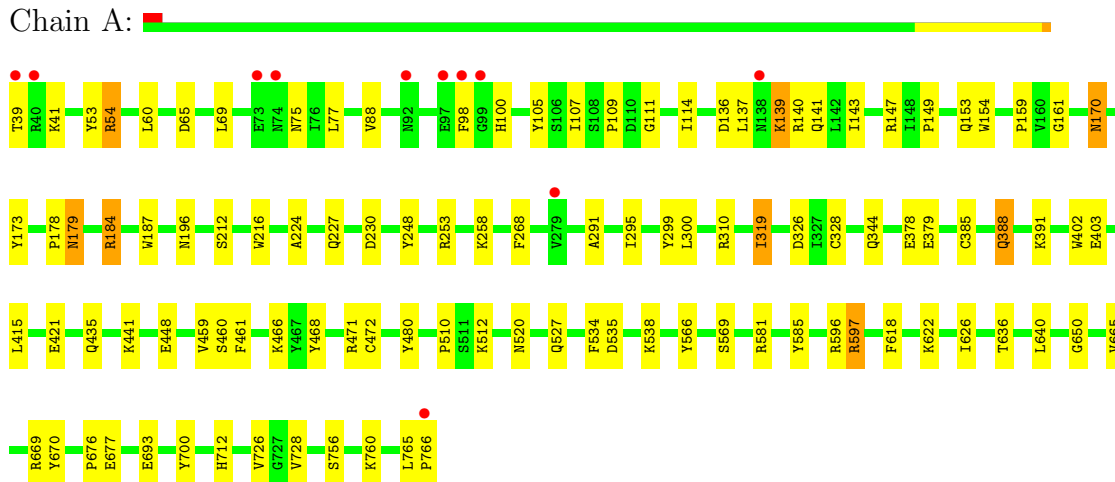 Chain A:
T39 R40 K41 Y53 R54 L60 D65 L69 E73 N74 N75 I76 L77 V88 N92 E97 F98 G99 H100 Y105 S106 I107 S108 P109 D110 G111 I114 D136 L137 N138 K139 R140 Q141 L142 I143 R147 I148 P149 Q153 W154 P159 V160 G161 N170
Y173 P178 N179 R184 W187 N196 S212 W216 A224 Q227 D230 Y248 R253 K258 F268 V279 A291 I295 Y299 L300 R310 I319 D326 I327 C328 Q344 E378 E379 C385 Q388 K391 W402 E403
L415 E421 Q435 K441 E448 V459 S460 F461 K466 Y467 Y468 R471 C472 Y480 P510 S511 K512 N520 Q527 F534 D535 K538 Y566 S569 R581 Y585 R596 R597 F618 K622 I626 T636 L640 G650 V665
R669 Y670 P676 E677 E693 Y700 H712 V726 G727 V728 S756 K760 L765 P766